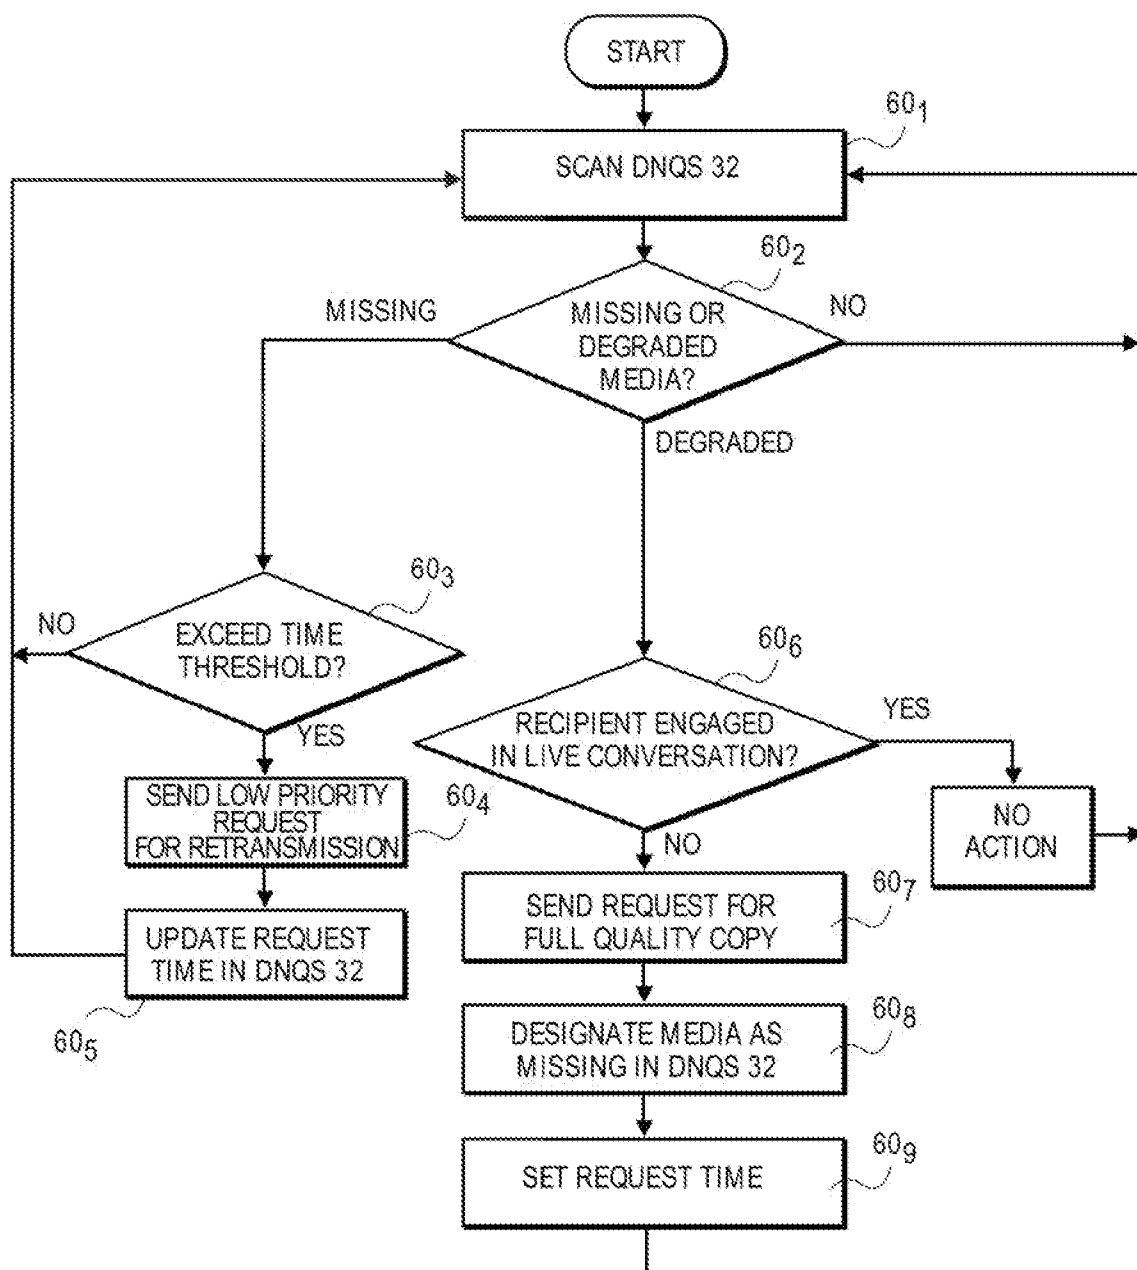 START
60₁
SCAN DNQS 32
60₂
MISSING
MISSING OR
DEGRADED
MEDIA?
NO
DEGRADED
60₃
NO
EXCEED TIME
THRESHOLD?
YES
60₆
RECIPIENT ENGAGED
IN LIVE CONVERSATION?
YES
SEND LOW PRIORITY
REQUEST
FOR RETRANSMISSION
60₄
NO
ACTION
NO
60₇
SEND REQUEST FOR
FULL QUALITY COPY
UPDATE REQUEST
TIME IN DNQS 32
60₅
60₈
DESIGNATE MEDIA AS
MISSING IN DNQS 32
60₉
SET REQUEST TIME